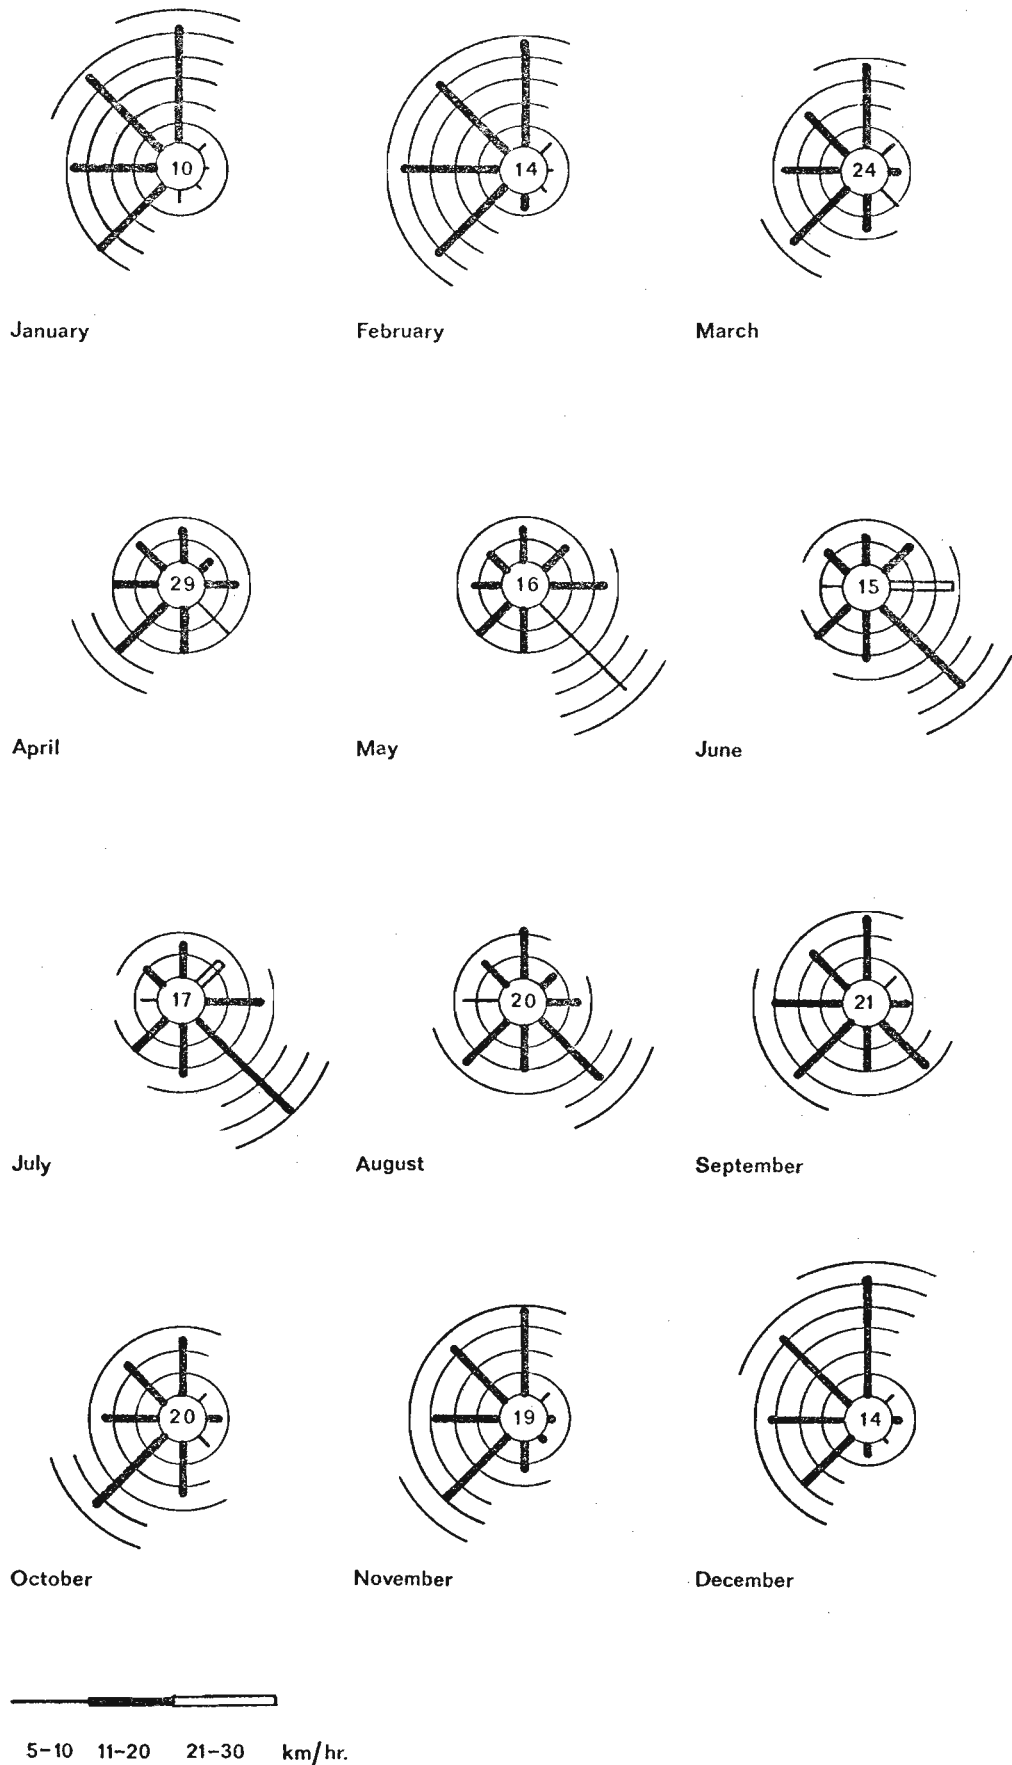 10 14 24
January February March
29 16 15
April May June
17 20 21
July August September
20 19 14
October November December
5-10 11-20 21-30 km/hr.